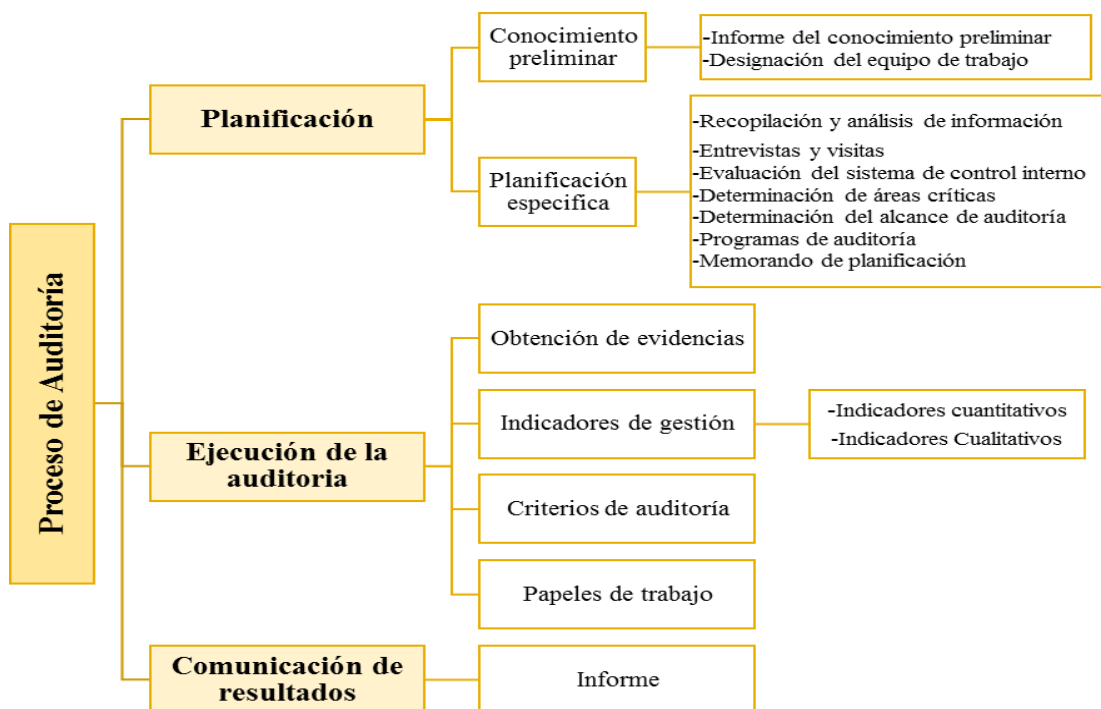 Proceso de Auditoría
Planificación
Conocimiento
preliminar
-Informe del conocimiento preliminar
-Designación del equipo de trabajo
Planificación
especifica
-Recopilación y análisis de información
-Entrevistas y visitas
-Evaluación del sistema de control interno
-Determinación de áreas críticas
-Determinación del alcance de auditoría
-Programas de auditoría
-Memorando de planificación
Ejecución de la
auditoria
Obtención de evidencias
Indicadores de gestión
-Indicadores cuantitativos
-Indicadores Cualitativos
Criterios de auditoría
Papeles de trabajo
Comunicación de
resultados
Informe